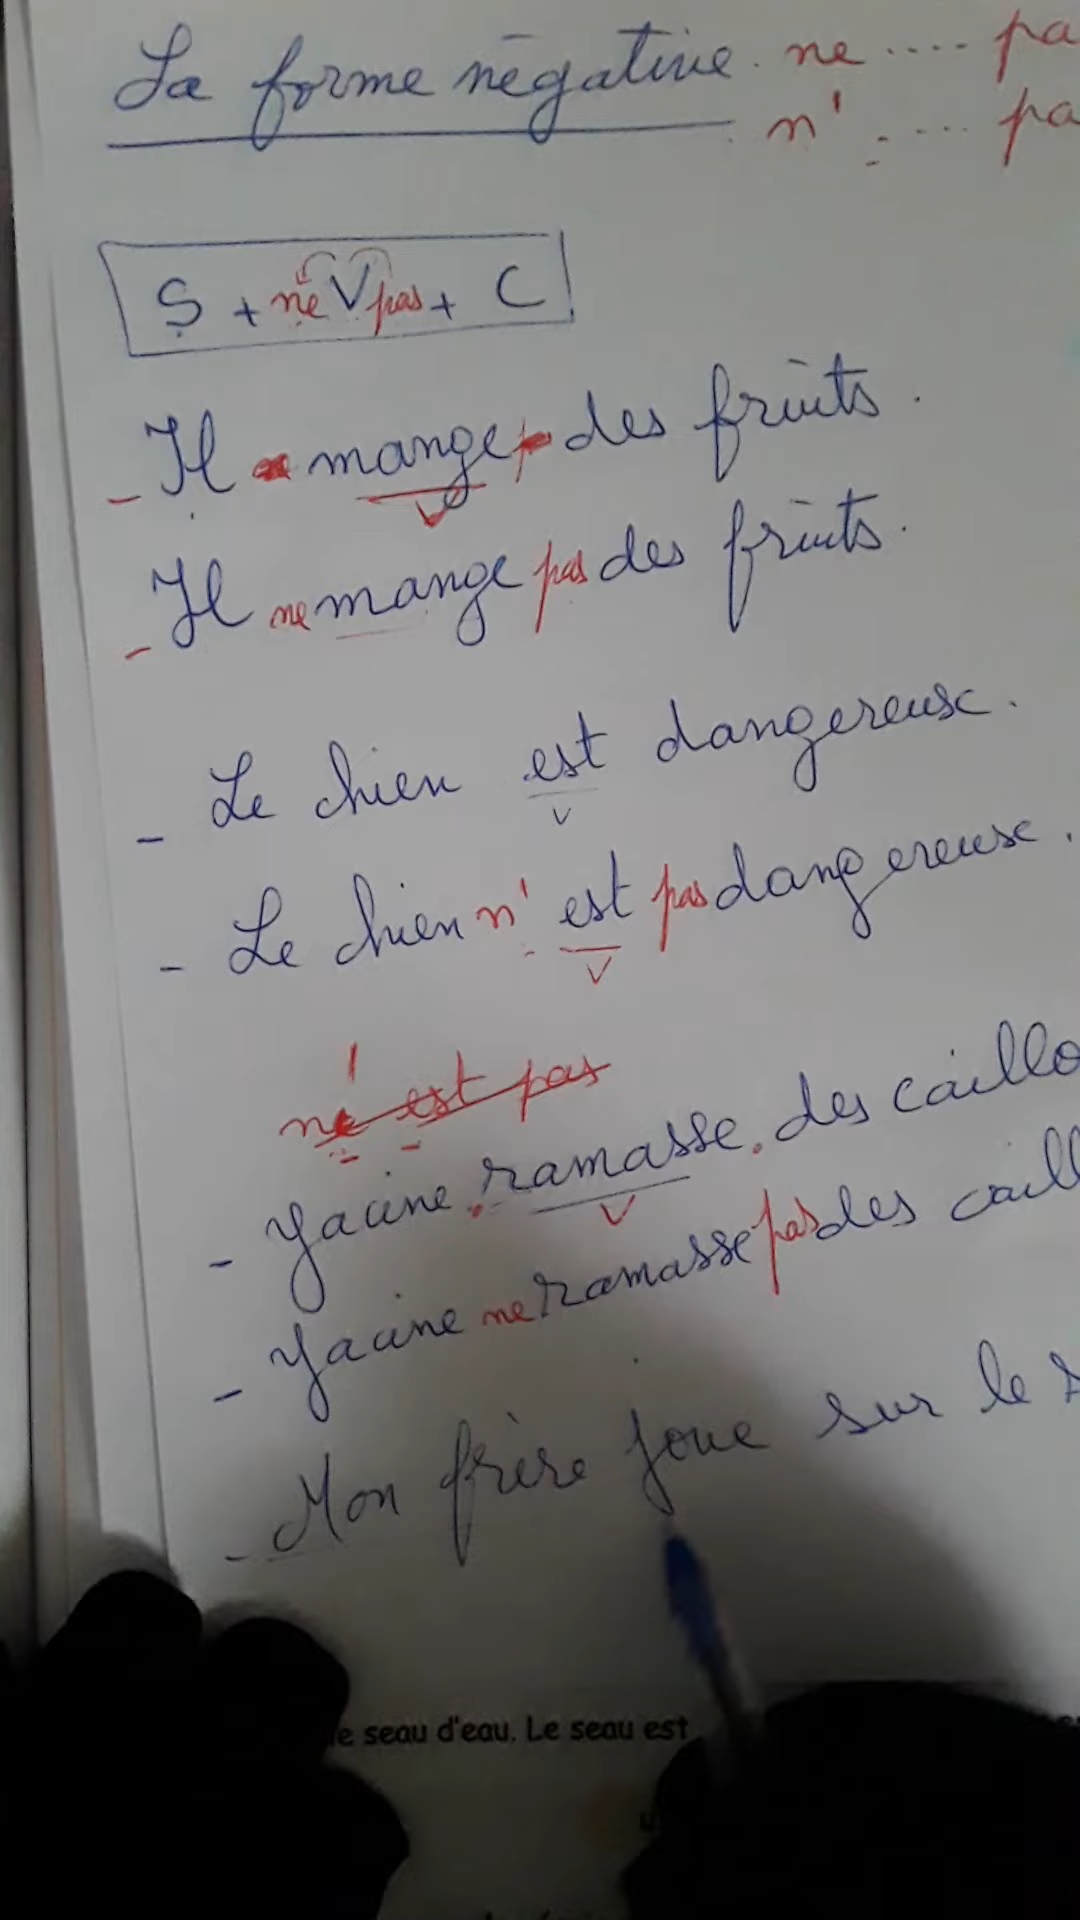 La forme négative. ne .... pa
n' .... pa
S + ne V pas + C
- Il mange des fruits.
V
- Il ne mange pas des fruits.
- Le chien est dangereuse.
V
- Le chien n'est pas dangereuse.
V
n' est pas
- Yacine ramasse des caillo
V
- Yacine ne ramasse pas des caill
- Mon frère joue sur le s
le seau d'eau. Le seau est